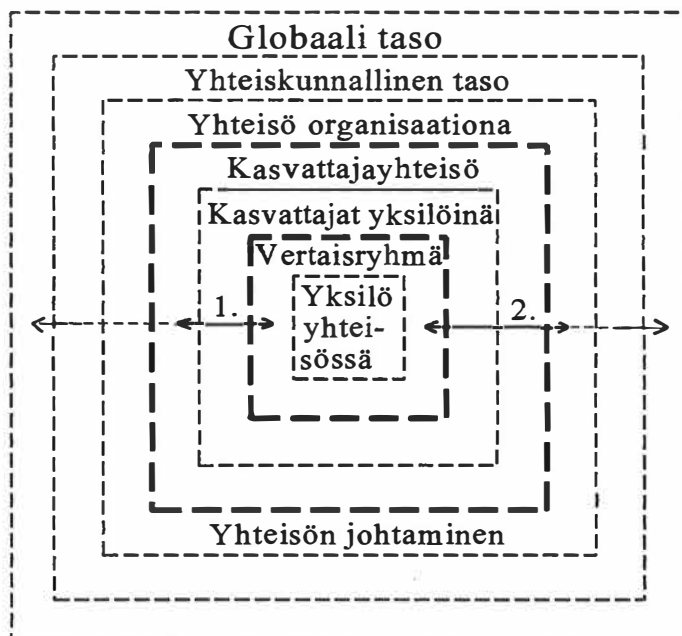 Globaali taso
Yhteiskunnallinen taso
Yhteisö organisaationa
Kasvattajayhteisö
Kasvattajat yksilöinä
Vertaisryhmä
1.
Yksilö
yhtei-
sössä
2.
Yhteisön johtaminen